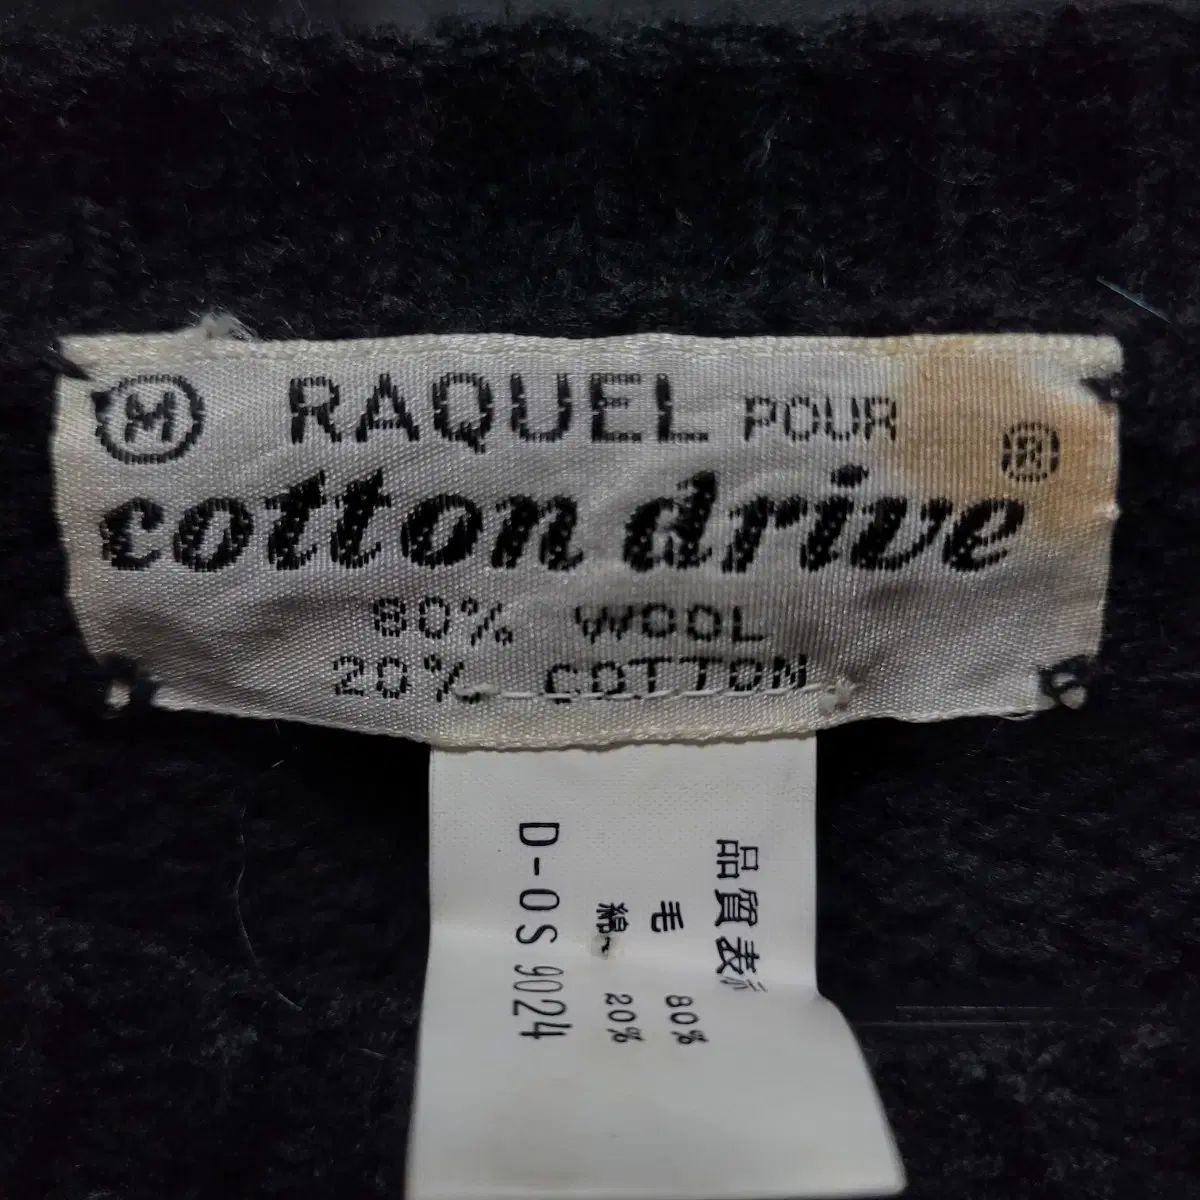 M RAQUEL POUR
cotton drive ®
80% WOOL
20% COTTON
品質表示
毛 80%
綿 20%
D-OS 9024